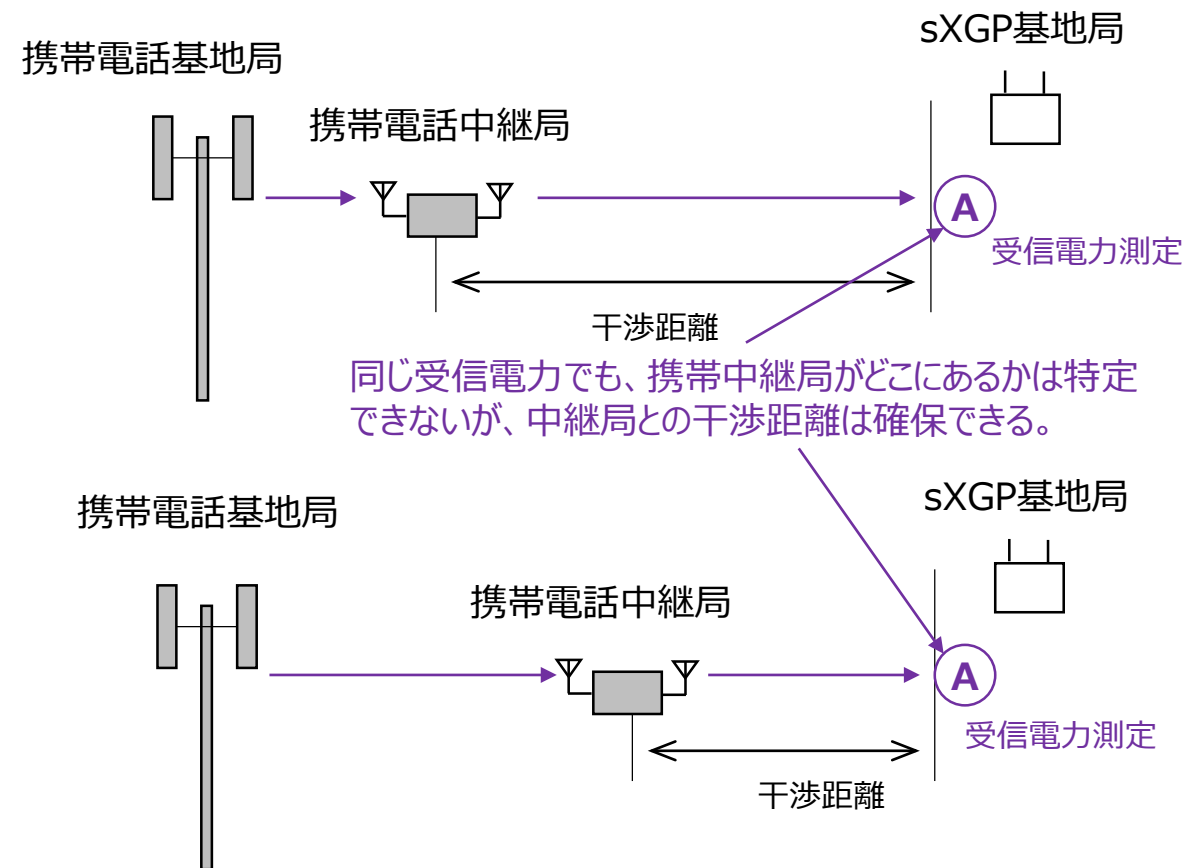 sXGP基地局
携帯電話基地局
携帯電話中継局
A
受信電力測定
干渉距離
同じ受信電力でも、携帯中継局がどこにあるかは特定
できないが、中継局との干渉距離は確保できる。
sXGP基地局
携帯電話基地局
携帯電話中継局
A
受信電力測定
干渉距離